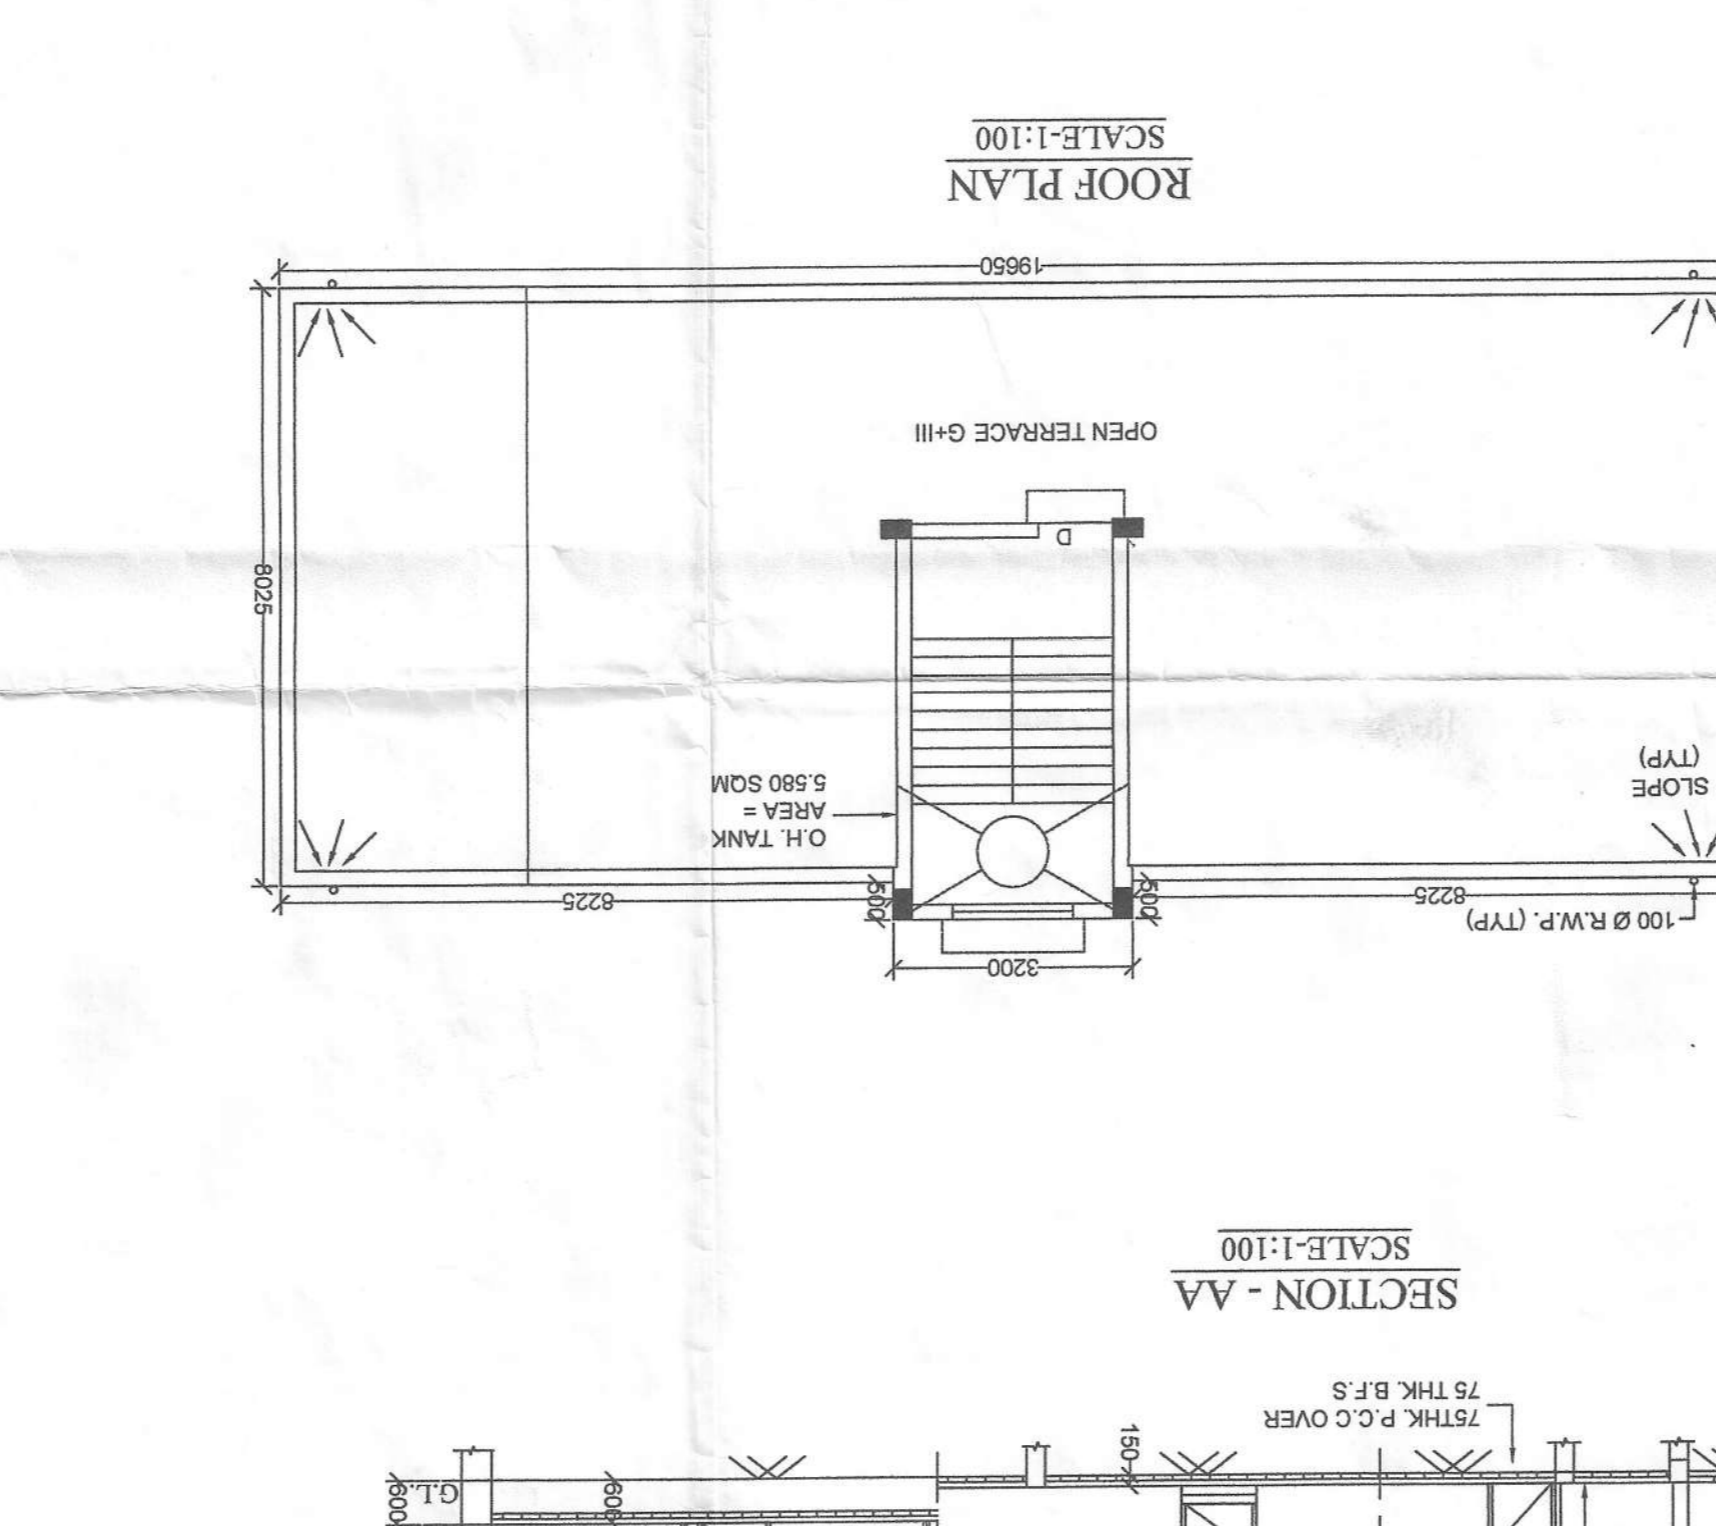 600
G.L.
600
150
75THK. P.C.C OVER
75 THK. B.F.S
SECTION - AA
SCALE-1:100
3200
100 Ø R.W.P. (TYP)
8225
500
500
8225
SLOPE
(TYP)
O.H. TANK
AREA =
5.580 SQM
8025
D
OPEN TERRACE G+III
19650
ROOF PLAN
SCALE-1:100